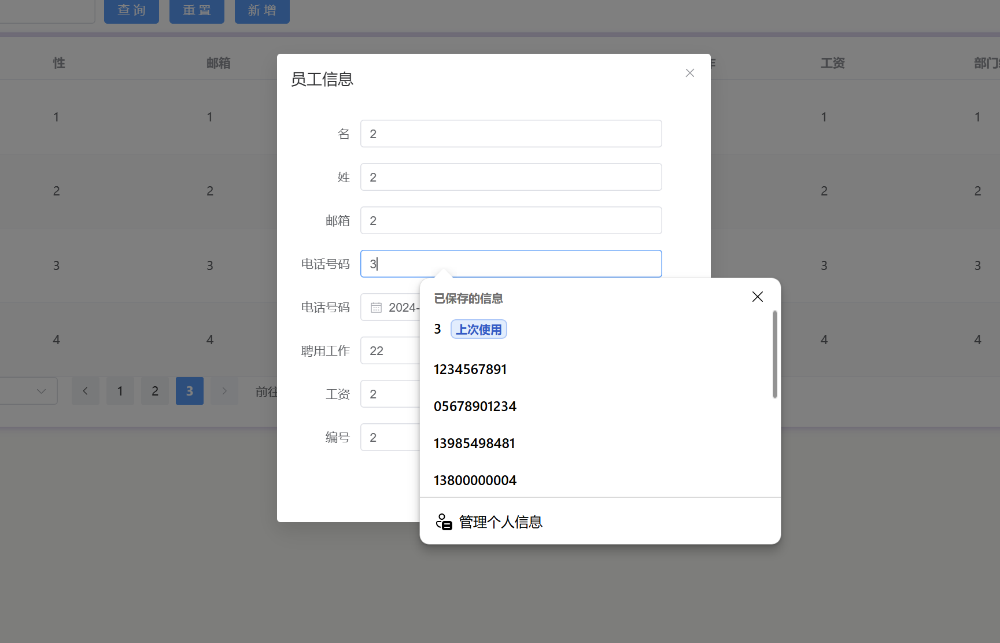 查 询 重 置 新 增
性 邮箱 工资
员工信息
名 2
1 1 1 1
姓 2
2 2 2 2
邮箱 2
电话号码 3
3 3 3 3
已保存的信息
电话号码 2024-
3 上次使用
4 4 4 4
聘用工作 22
1234567891
1 2 3 前往
工资 2
05678901234
编号 2
13985498481
13800000004
管理个人信息